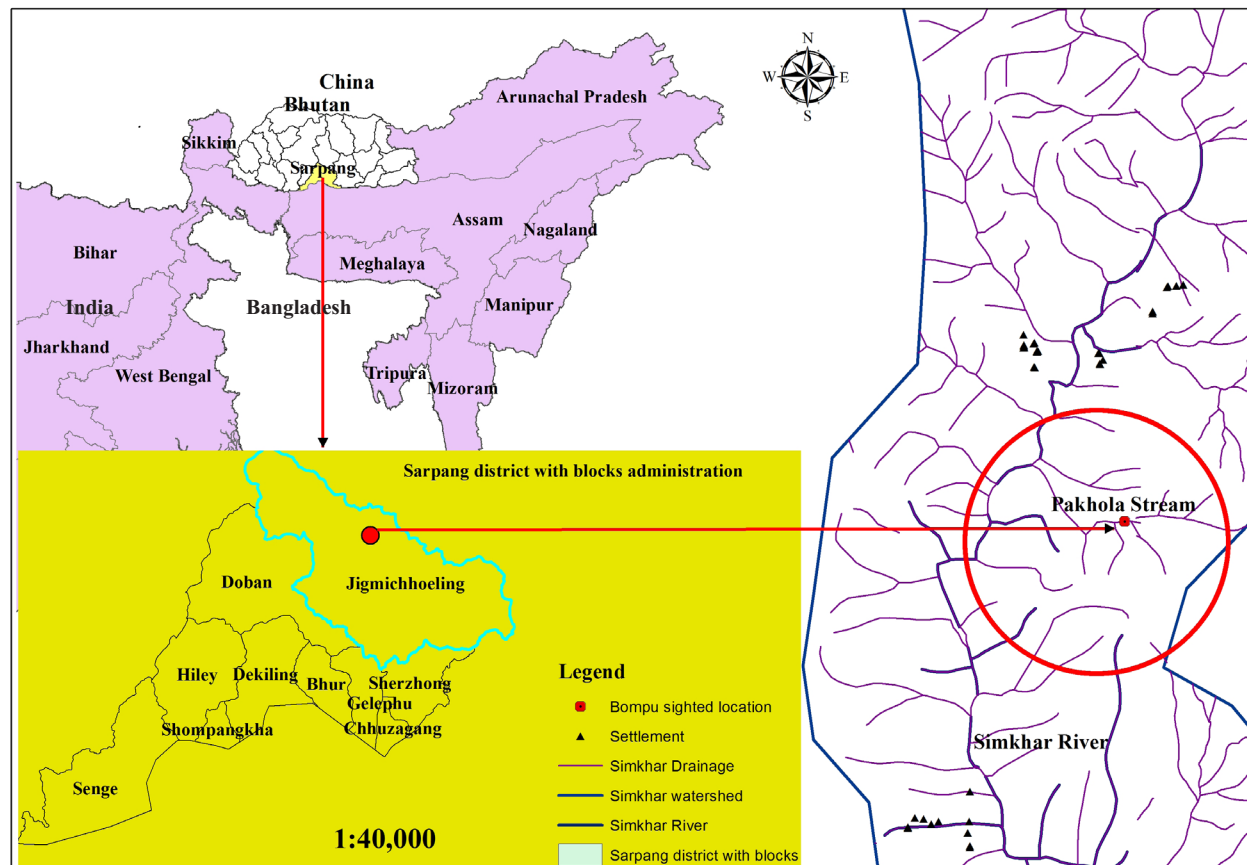 China
Bhutan
Arunachal Pradesh
Sikkim
Sarpang
Assam
Nagaland
Bihar
Meghalaya
India
Bangladesh
Manipur
Jharkhand
West Bengal
Tripura
Mizoram
N
W
E
S
Sarpang district with blocks administration
Doban
Jigmichhoeling
Hiley
Dekiling
Bhur
Sherzhong
Gelephu
Shompangkha
Chhuzagang
Senge
1:40,000
Legend
Bompu sighted location
Settlement
Simkhar Drainage
Simkhar watershed
Simkhar River
Sarpang district with blocks
Pakhola Stream
Simkhar River